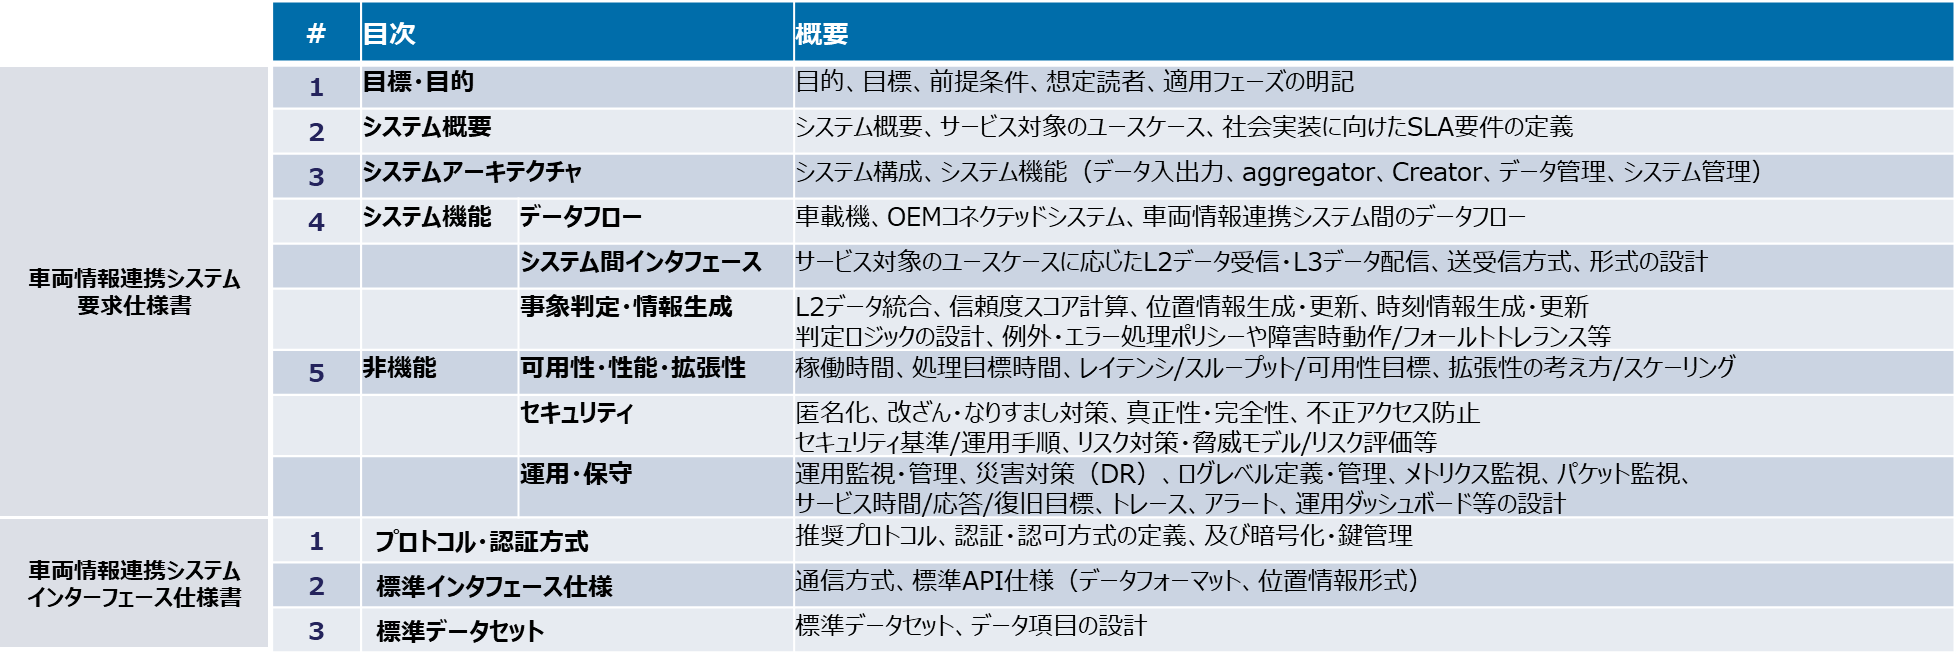 # 目次 概要
車両情報連携システム
要求仕様書
1 目標・目的 目的、目標、前提条件、想定読者、適用フェーズの明記
2 システム概要 システム概要、サービス対象のユースケース、社会実装に向けたSLA要件の定義
3 システムアーキテクチャ システム構成、システム機能（データ入出力、aggregator、Creator、データ管理、システム管理）
4 システム機能 データフロー 車載機、OEMコネクテッドシステム、車両情報連携システム間のデータフロー
システム間インタフェース サービス対象のユースケースに応じたL2データ受信・L3データ配信、送受信方式、形式の設計
事象判定・情報生成 L2データ統合、信頼度スコア計算、位置情報生成・更新、時刻情報生成・更新
判定ロジックの設計、例外・エラー処理ポリシーや障害時動作/フォールトトレランス等
5 非機能 可用性・性能・拡張性 稼働時間、処理目標時間、レイテンシ/スループット/可用性目標、拡張性の考え方/スケーリング
セキュリティ 匿名化、改ざん・なりすまし対策、真正性・完全性、不正アクセス防止
セキュリティ基準/運用手順、リスク対策・脅威モデル/リスク評価等
運用・保守 運用監視・管理、災害対策（DR）、ログレベル定義・管理、メトリクス監視、パケット監視、
サービス時間/応答/復旧目標、トレース、アラート、運用ダッシュボード等の設計
車両情報連携システム
インターフェース仕様書
1 プロトコル・認証方式 推奨プロトコル、認証・認可方式の定義、及び暗号化・鍵管理
2 標準インタフェース仕様 通信方式、標準API仕様（データフォーマット、位置情報形式）
3 標準データセット 標準データセット、データ項目の設計